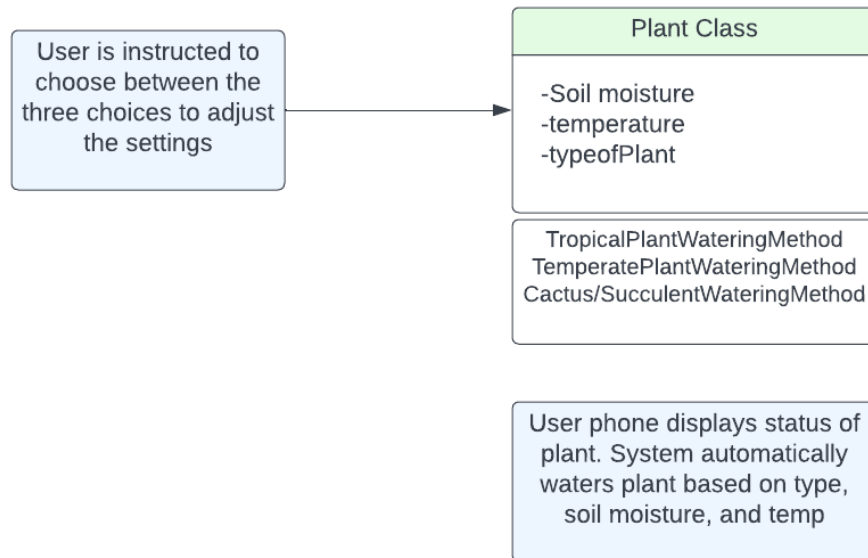 User is instructed to
choose between the
three choices to adjust
the settings
Plant Class
-Soil moisture
-temperature
-typeofPlant
TropicalPlantWateringMethod
TemperatePlantWateringMethod
Cactus/SucculentWateringMethod
User phone displays status of
plant. System automatically
waters plant based on type,
soil moisture, and temp